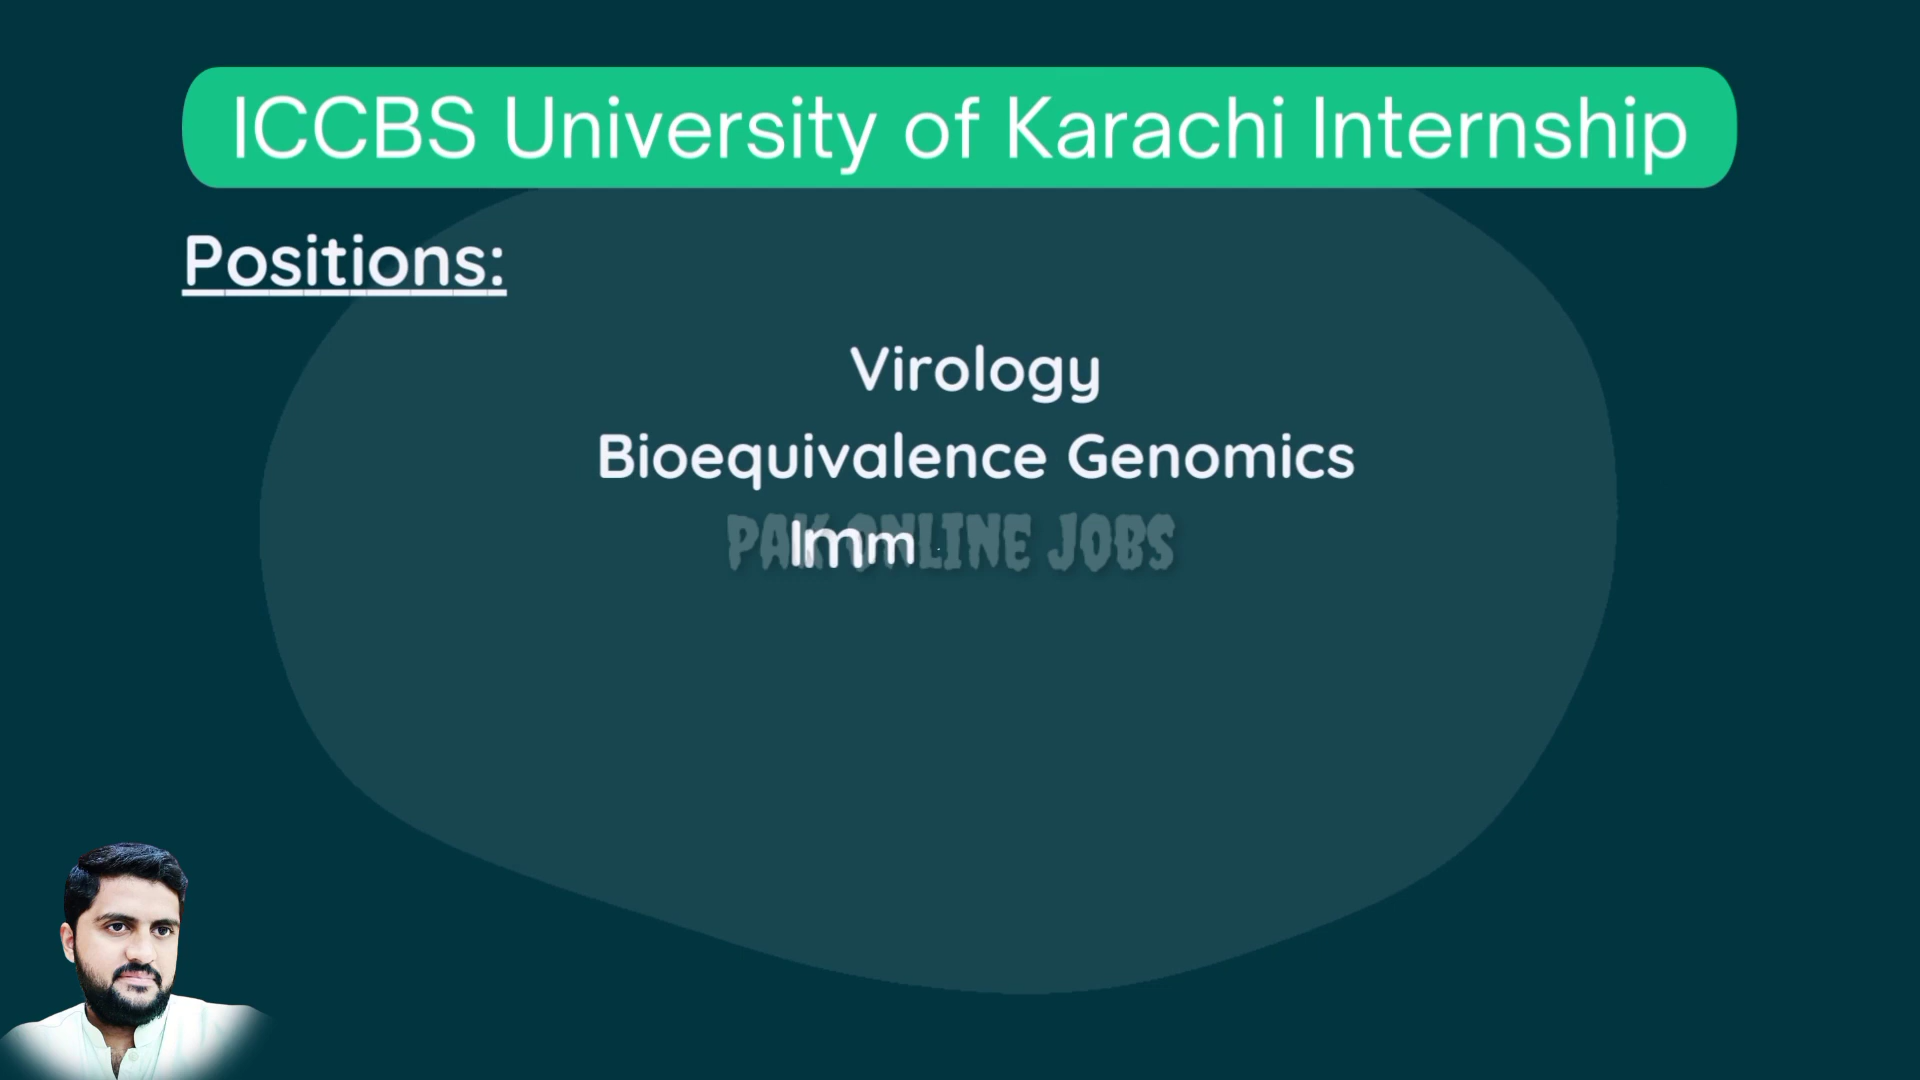 ICCBS University of Karachi Internship
Positions:
Virology
Bioequivalence Genomics
Imm
PAK ONLINE JOBS